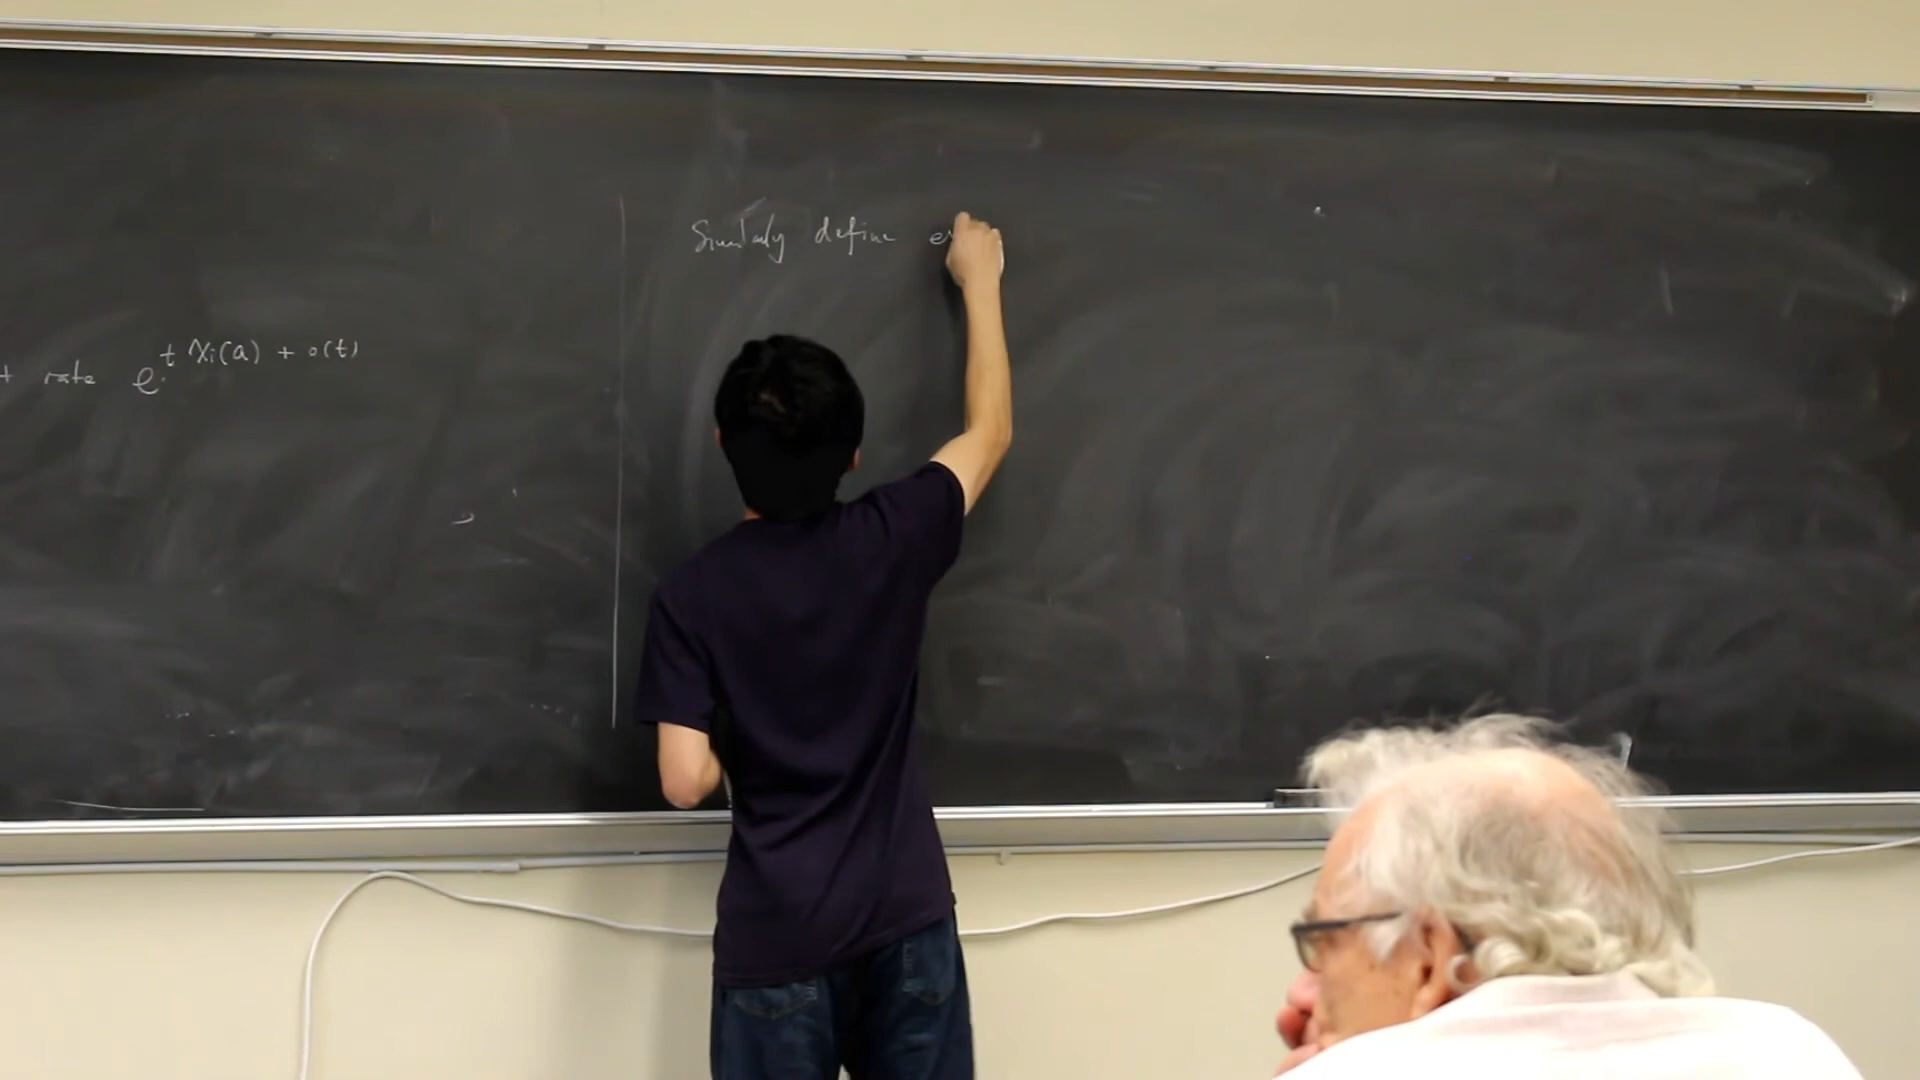 rate e^{t χ_i(a) + o(t)}
Similarly define